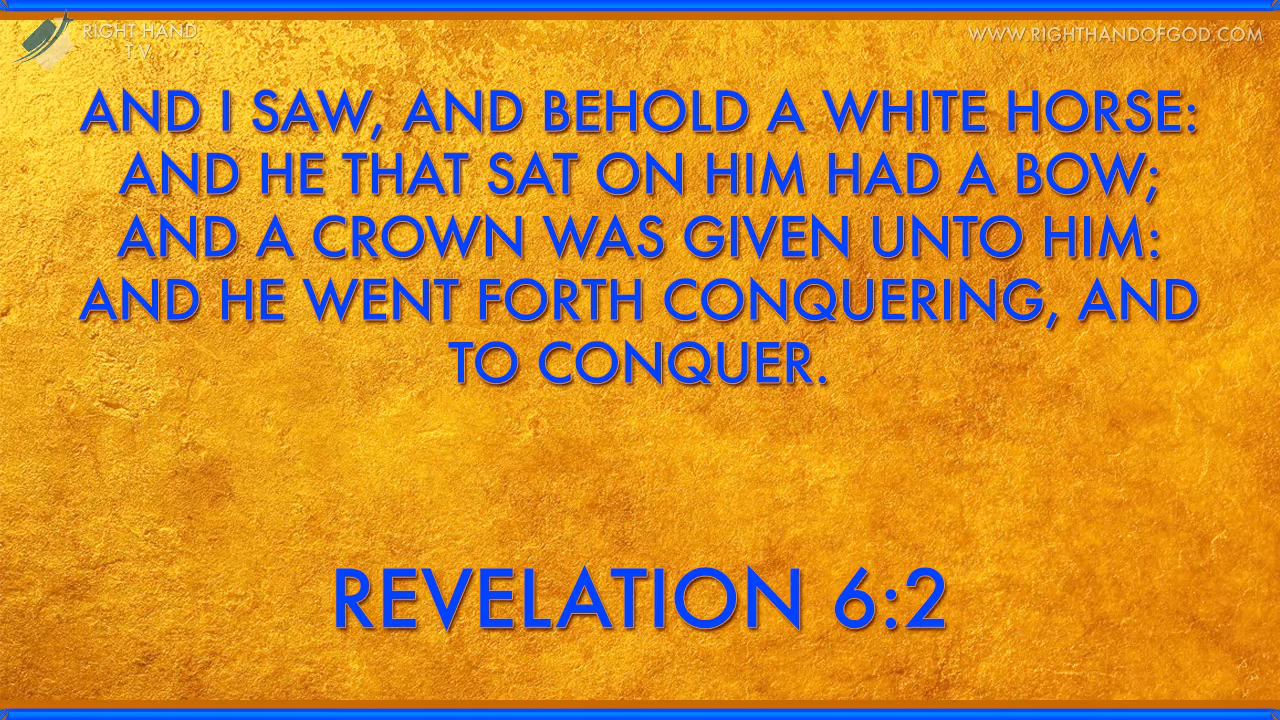 RIGHT HAND
TV
WWW.RIGHTHANDOFGOD.COM
AND I SAW, AND BEHOLD A WHITE HORSE:
AND HE THAT SAT ON HIM HAD A BOW;
AND A CROWN WAS GIVEN UNTO HIM:
AND HE WENT FORTH CONQUERING, AND
TO CONQUER.
REVELATION 6:2